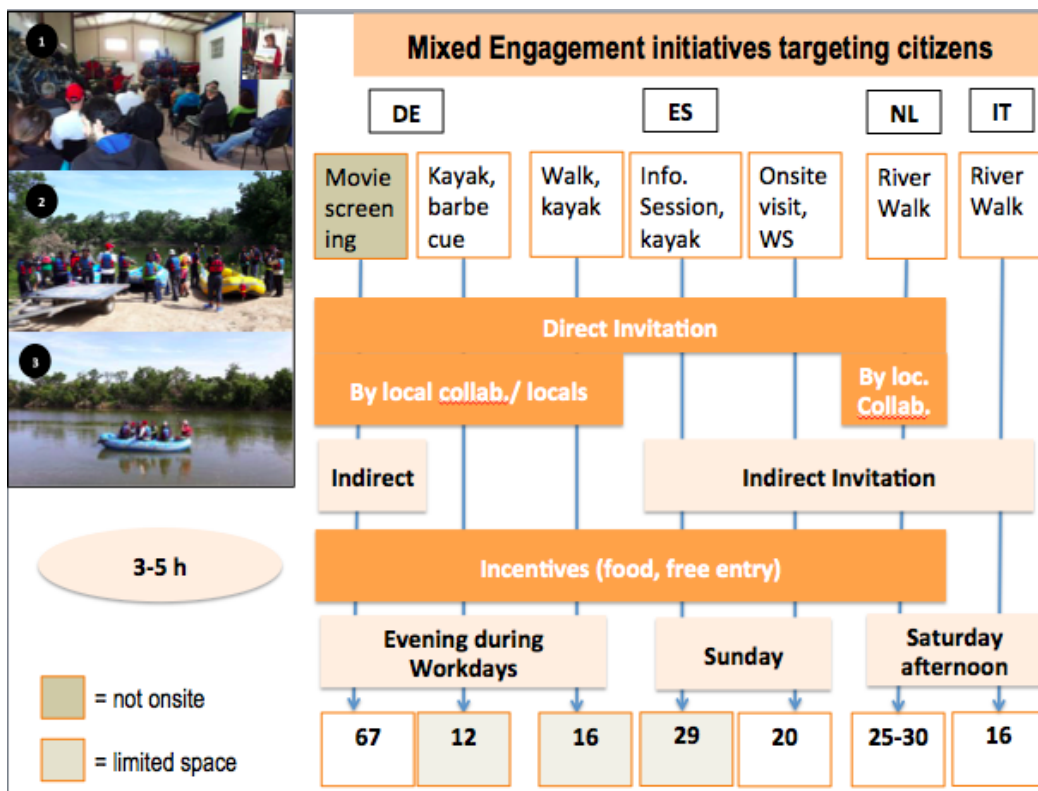 Mixed Engagement initiatives targeting citizens
1
2
3
DE
ES
NL
IT
Movie
screen
ing
Kayak,
barbe
cue
Walk,
kayak
Info.
Session,
kayak
Onsite
visit,
WS
River
Walk
River
Walk
Direct Invitation
By local collab./ locals
By loc.
Collab.
Indirect
Indirect Invitation
3-5 h
Incentives (food, free entry)
Evening during
Workdays
Sunday
Saturday
afternoon
= not onsite
= limited space
67
12
16
29
20
25-30
16